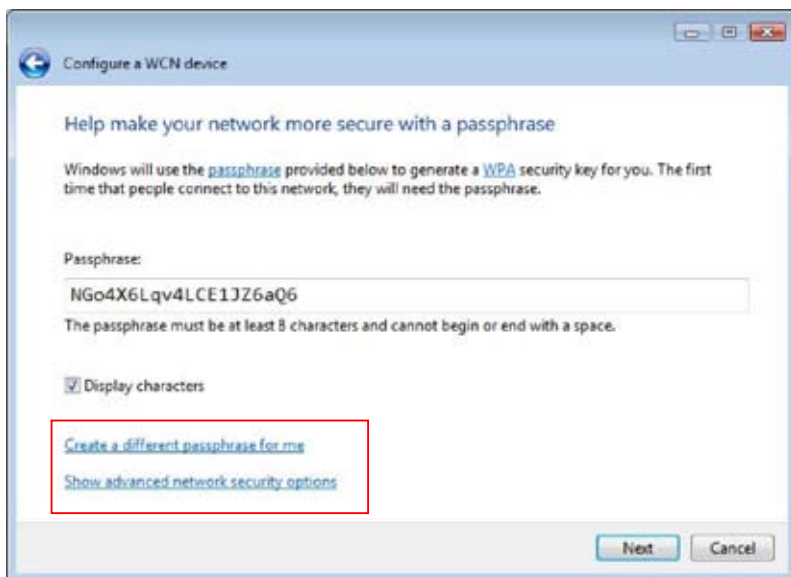 Configure a WCN device
Help make your network more secure with a passphrase
Windows will use the passphrase provided below to generate a WPA security key for you. The first
time that people connect to this network, they will need the passphrase.
Passphrase:
NGo4X6Lqv4LCE1JZ6aQ6
The passphrase must be at least 8 characters and cannot begin or end with a space.
Display characters
Create a different passphrase for me
Show advanced network security options
Next Cancel